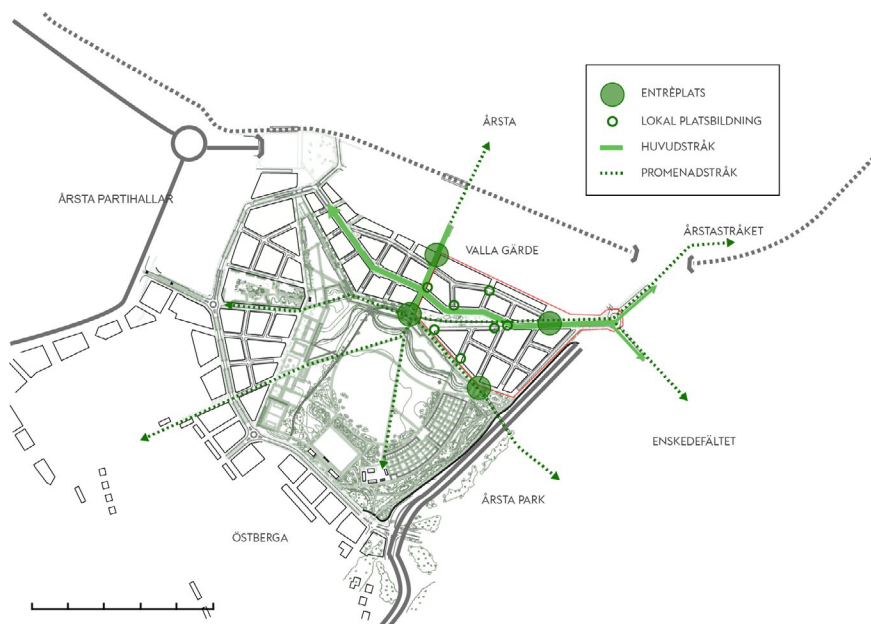 ENTRÉPLATS
LOKAL PLATSBILDNING
HUVUDSTRÅK
PROMENADSTRÅK
ÅRSTA
ÅRSTA PARTIHALLAR
ÅRSTASTRÅKET
VALLA GÄRDE
ENSKEDEFÄLTET
ÅRSTA PARK
ÖSTBERGA